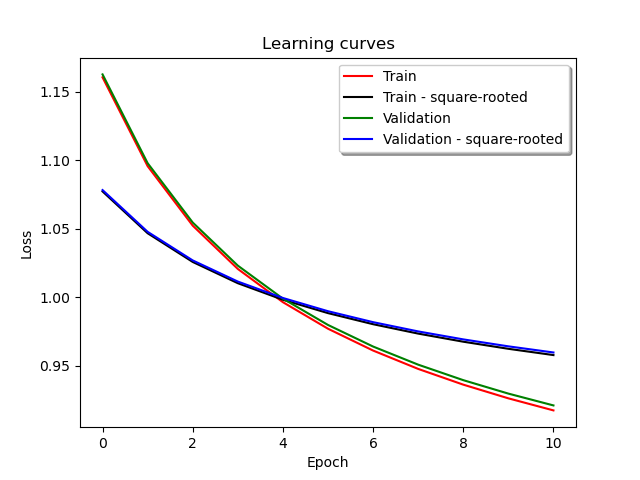 Learning curves
Train
Train - square-rooted
Validation
Validation - square-rooted
Loss
1.15
1.10
1.05
1.00
0.95
0 2 4 6 8 10
Epoch